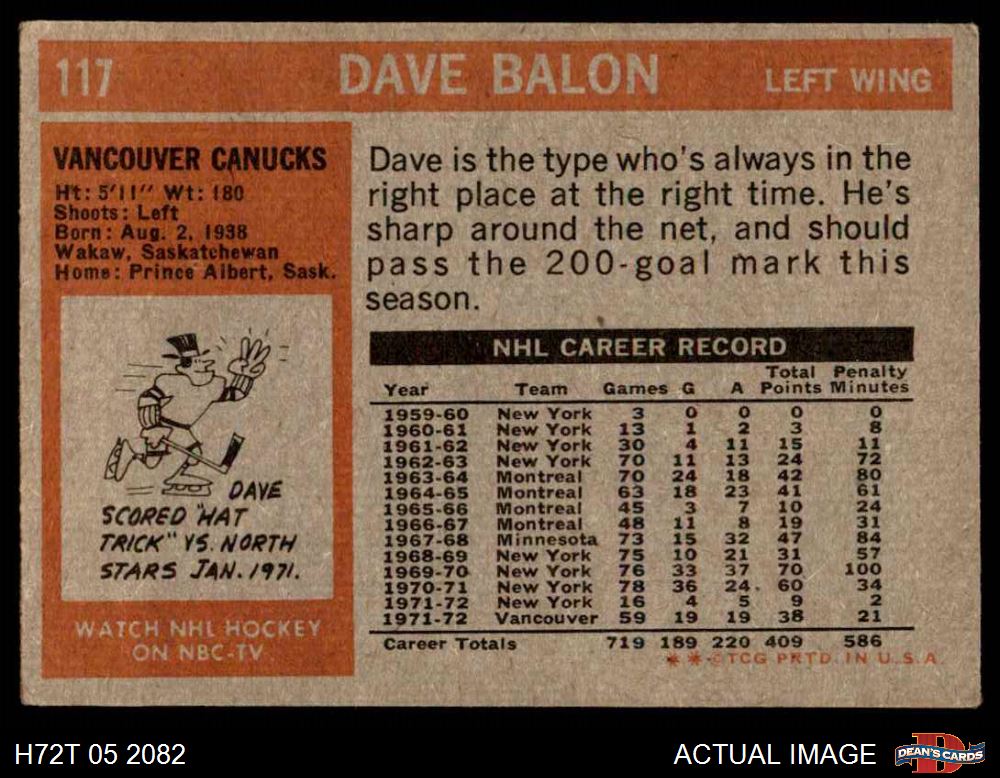 117 DAVE BALON LEFT WING
VANCOUVER CANUCKS
Ht: 5'11" Wt: 180
Shoots: Left
Born: Aug. 2, 1938
Wakaw, Saskatchewan
Home: Prince Albert, Sask.
DAVE
SCORED "HAT
TRICK" VS. NORTH
STARS JAN. 1971.
WATCH NHL HOCKEY
ON NBC-TV
Dave is the type who's always in the
right place at the right time. He's
sharp around the net, and should
pass the 200-goal mark this
season.
NHL CAREER RECORD
Total Penalty
Year Team Games G A Points Minutes
1959-60 New York 3 0 0 0 0
1960-61 New York 13 1 2 3 8
1961-62 New York 30 4 11 15 11
1962-63 New York 70 11 13 24 72
1963-64 Montreal 70 24 18 42 80
1964-65 Montreal 63 18 23 41 61
1965-66 Montreal 45 3 7 10 24
1966-67 Montreal 48 11 8 19 31
1967-68 Minnesota 73 15 32 47 84
1968-69 New York 75 10 21 31 57
1969-70 New York 76 33 37 70 100
1970-71 New York 78 36 24 60 34
1971-72 New York 16 4 5 9 2
1971-72 Vancouver 59 19 19 38 21
Career Totals 719 189 220 409 586
* * © TCG PRTD. IN U.S.A.
H72T 05 2082
ACTUAL IMAGE
D
DEAN'S CARDS